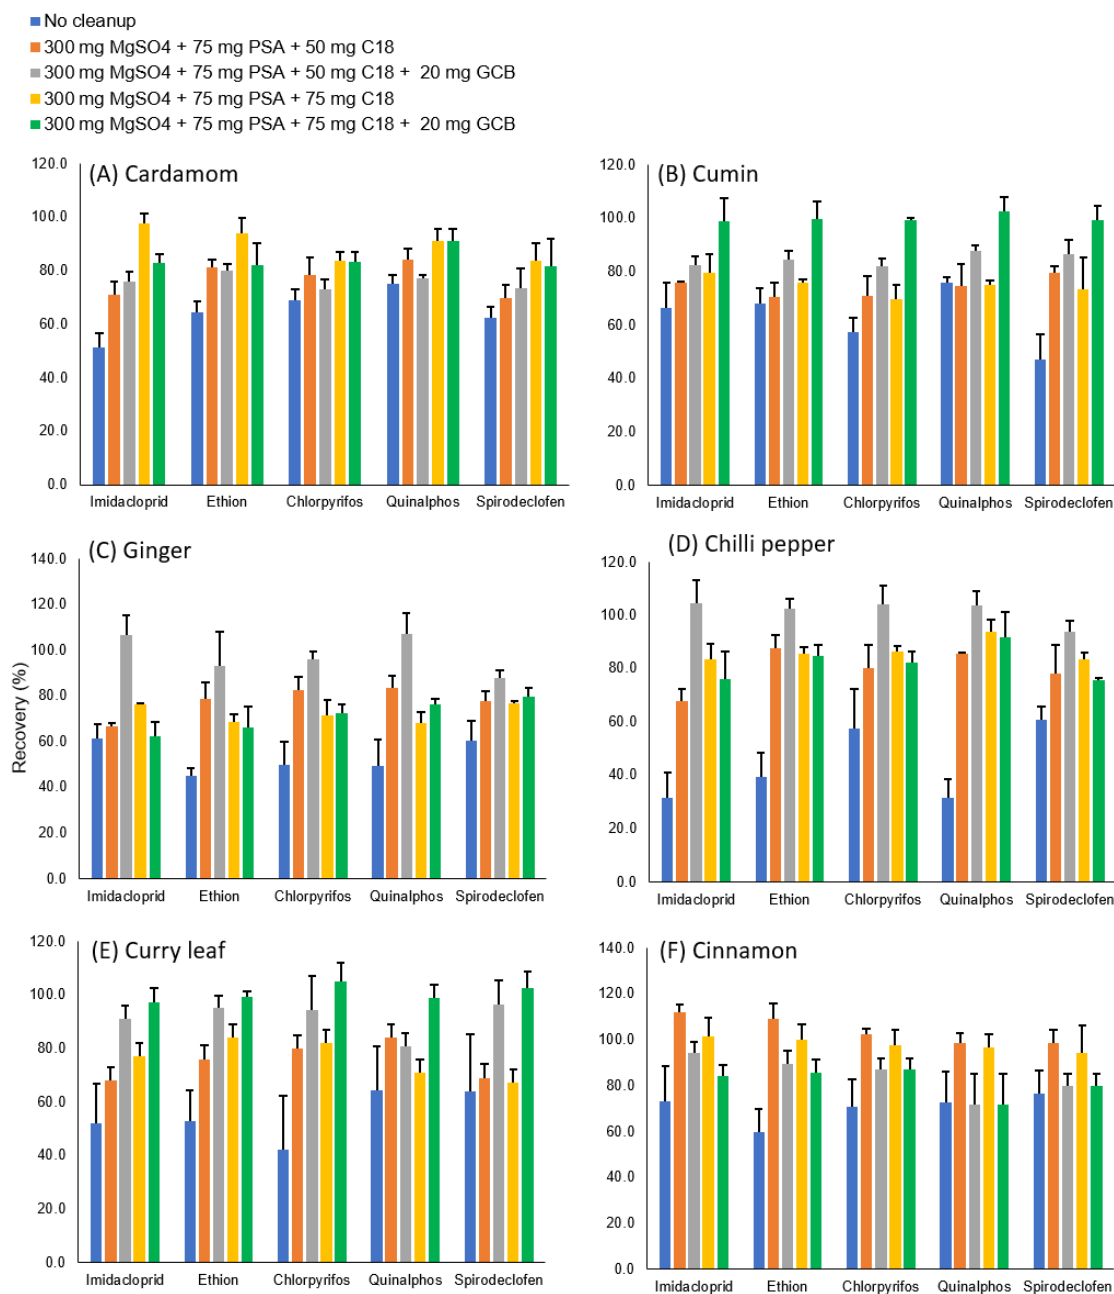 No cleanup
300 mg MgSO4 + 75 mg PSA + 50 mg C18
300 mg MgSO4 + 75 mg PSA + 50 mg C18 + 20 mg GCB
300 mg MgSO4 + 75 mg PSA + 75 mg C18
300 mg MgSO4 + 75 mg PSA + 75 mg C18 + 20 mg GCB
(A) Cardamom
120.0
100.0
80.0
60.0
40.0
20.0
0.0
Imidacloprid Ethion Chlorpyrifos Quinalphos Spirodeclofen
(B) Cumin
120.0
100.0
80.0
60.0
40.0
20.0
0.0
Imidacloprid Ethion Chlorpyrifos Quinalphos Spirodeclofen
(C) Ginger
Recovery (%)
140.0
120.0
100.0
80.0
60.0
40.0
20.0
0.0
Imidacloprid Ethion Chlorpyrifos Quinalphos Spirodeclofen
(D) Chilli pepper
120.0
100.0
80.0
60.0
40.0
20.0
0.0
Imidacloprid Ethion Chlorpyrifos Quinalphos Spirodeclofen
(E) Curry leaf
120.0
100.0
80.0
60.0
40.0
20.0
0.0
Imidacloprid Ethion Chlorpyrifos Quinalphos Spirodeclofen
(F) Cinnamon
140.0
120.0
100.0
80.0
60.0
40.0
20.0
0.0
Imidacloprid Ethion Chlorpyrifos Quinalphos Spirodeclofen